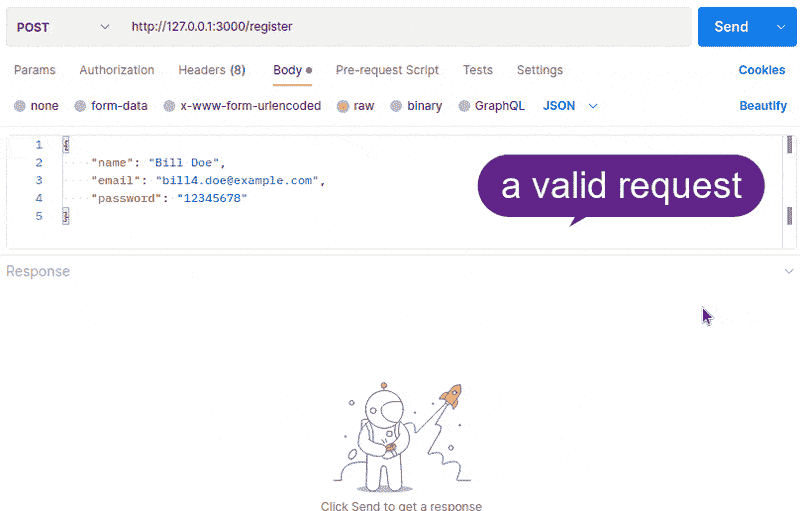 POST http://127.0.0.1:3000/register Send
Params Authorization Headers (8) Body Pre-request Script Tests Settings Cookies
none form-data x-www-form-urlencoded raw binary GraphQL JSON Beautify
1 {
2 "name": "Bill Doe",
3 "email": "bill4.doe@example.com",
4 "password": "12345678"
5 }
a valid request
Response
Click Send to get a response